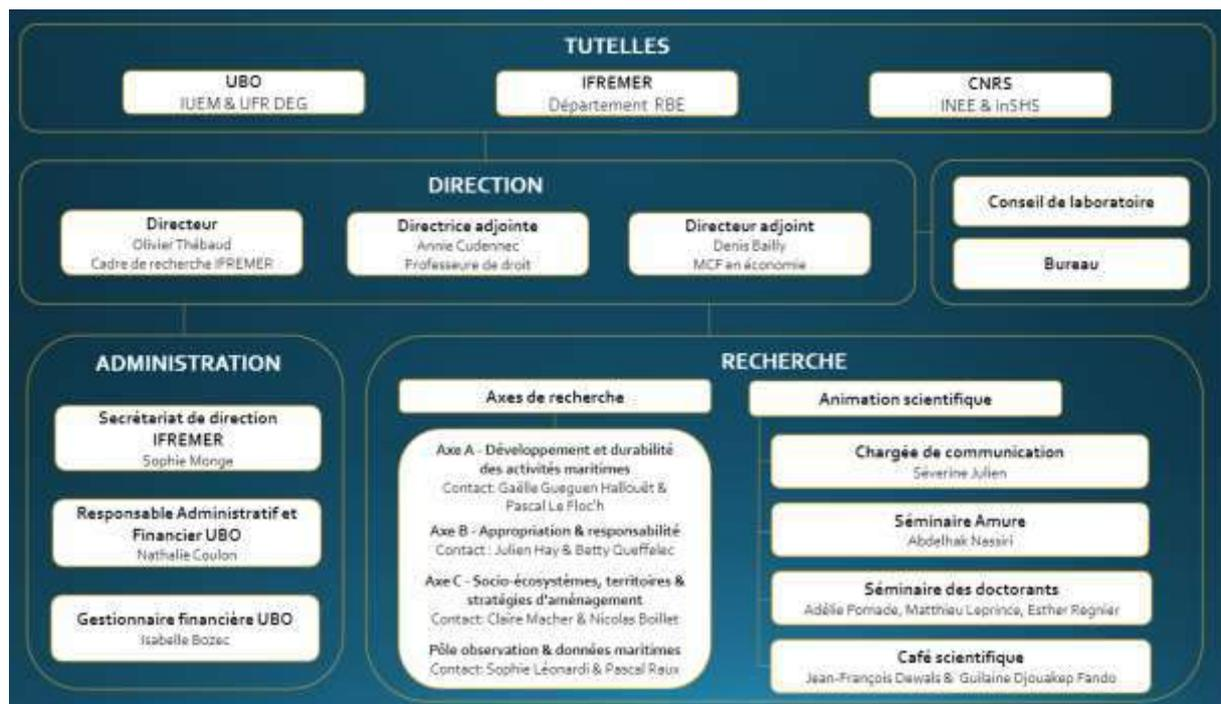 TUTELLES
UBO
IUEM & UFR DEG
IFREMER
Département RBE
CNRS
INEE & InSHS
DIRECTION
Directeur
Olivier Thébaud
Cadre de recherche IFREMER
Directrice adjointe
Annie Cudennec
Professeure de droit
Directeur adjoint
Denis Bailly
MCF en économie
Conseil de laboratoire
Bureau
ADMINISTRATION
Secrétariat de direction
IFREMER
Sophie Monge
Responsable Administratif et
Financier UBO
Nathalie Coulon
Gestionnaire financière UBO
Isabelle Bozec
RECHERCHE
Axes de recherche
Axe A - Développement et durabilité
des activités maritimes
Contact: Gaëlle Gueguen Hallouët &
Pascal Le Floc'h
Axe B - Appropriation & responsabilité
Contact : Julien Hay & Betty Queffelec
Axe C - Socio-écosystèmes, territoires &
stratégies d'aménagement
Contact: Claire Macher & Nicolas Boillet
Pôle observation & données maritimes
Contact: Sophie Léonardi & Pascal Raux
Animation scientifique
Chargée de communication
Séverine Julien
Séminaire Amure
Abdelhak Nassiri
Séminaire des doctorants
Adélie Pomade, Matthieu Leprince, Esther Regnier
Café scientifique
Jean-François Dewals & Guilaine Djouakep Fando